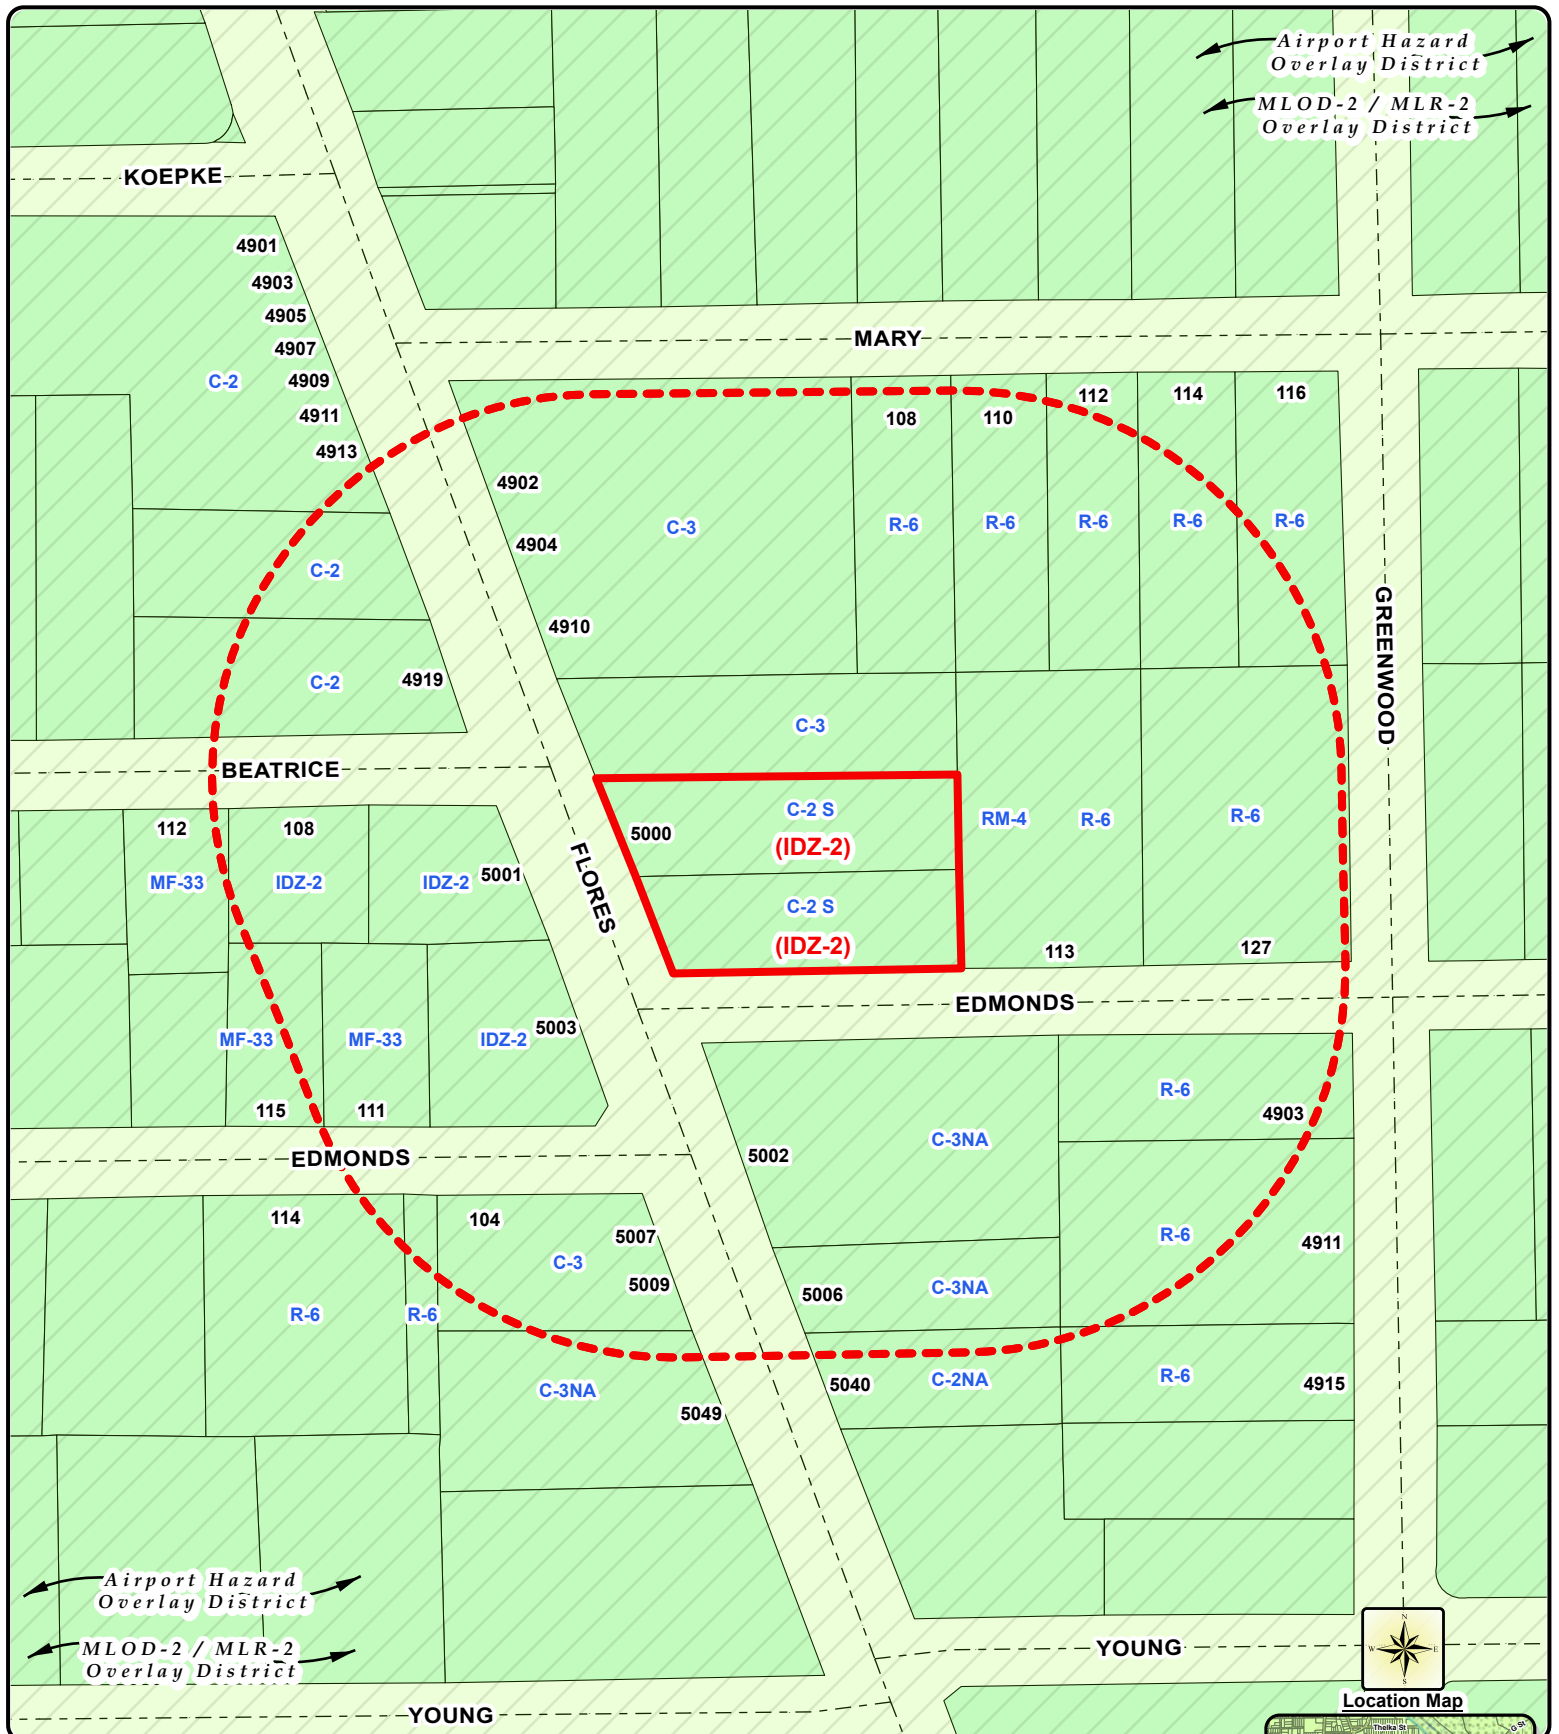 Airport Hazard
Overlay District
MLOD-2 / MLR-2
Overlay District
KOEPKE
4901
4903
4905
4907
C-2
4909
4911
4913
MARY
108
110
112
114
116
4902
4904
4910
C-3
R-6
R-6
R-6
R-6
R-6
C-2
C-2
4919
GREENWOOD
C-3
BEATRICE
5000
C-2 S
(IDZ-2)
C-2 S
(IDZ-2)
RM-4
R-6
R-6
113
127
112
108
MF-33
IDZ-2
IDZ-2
5001
FLORES
EDMONDS
MF-33
MF-33
IDZ-2
5003
115
111
R-6
4903
C-3NA
5002
EDMONDS
114
104
5007
C-3
5009
R-6
R-6
5006
C-3NA
R-6
4911
C-3NA
5049
5040
C-2NA
R-6
4915
Airport Hazard
Overlay District
MLOD-2 / MLR-2
Overlay District
YOUNG
YOUNG
N
W
E
S
Location Map
Thelka St
G St